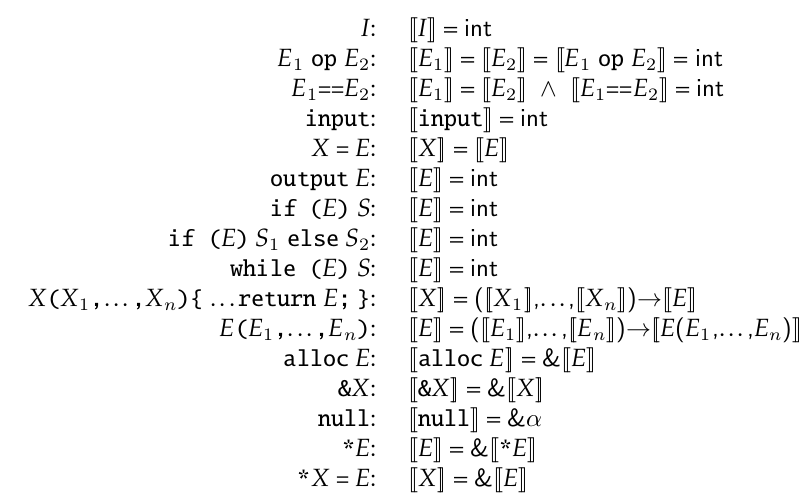 I: ⟦I⟧ = int
E₁ op E₂: ⟦E₁⟧ = ⟦E₂⟧ = ⟦E₁ op E₂⟧ = int
E₁==E₂: ⟦E₁⟧ = ⟦E₂⟧ ∧ ⟦E₁==E₂⟧ = int
input: ⟦input⟧ = int
X = E: ⟦X⟧ = ⟦E⟧
output E: ⟦E⟧ = int
if (E) S: ⟦E⟧ = int
if (E) S₁ else S₂: ⟦E⟧ = int
while (E) S: ⟦E⟧ = int
X(X₁,...,Xₙ){ ...return E; }: ⟦X⟧ = (⟦X₁⟧,...,⟦Xₙ⟧)→⟦E⟧
E(E₁,...,Eₙ): ⟦E⟧ = (⟦E₁⟧,...,⟦Eₙ⟧)→⟦E(E₁,...,Eₙ)⟧
alloc E: ⟦alloc E⟧ = &⟦E⟧
&X: ⟦&X⟧ = &⟦X⟧
null: ⟦null⟧ = &α
*E: ⟦E⟧ = &⟦*E⟧
*X = E: ⟦X⟧ = &⟦E⟧